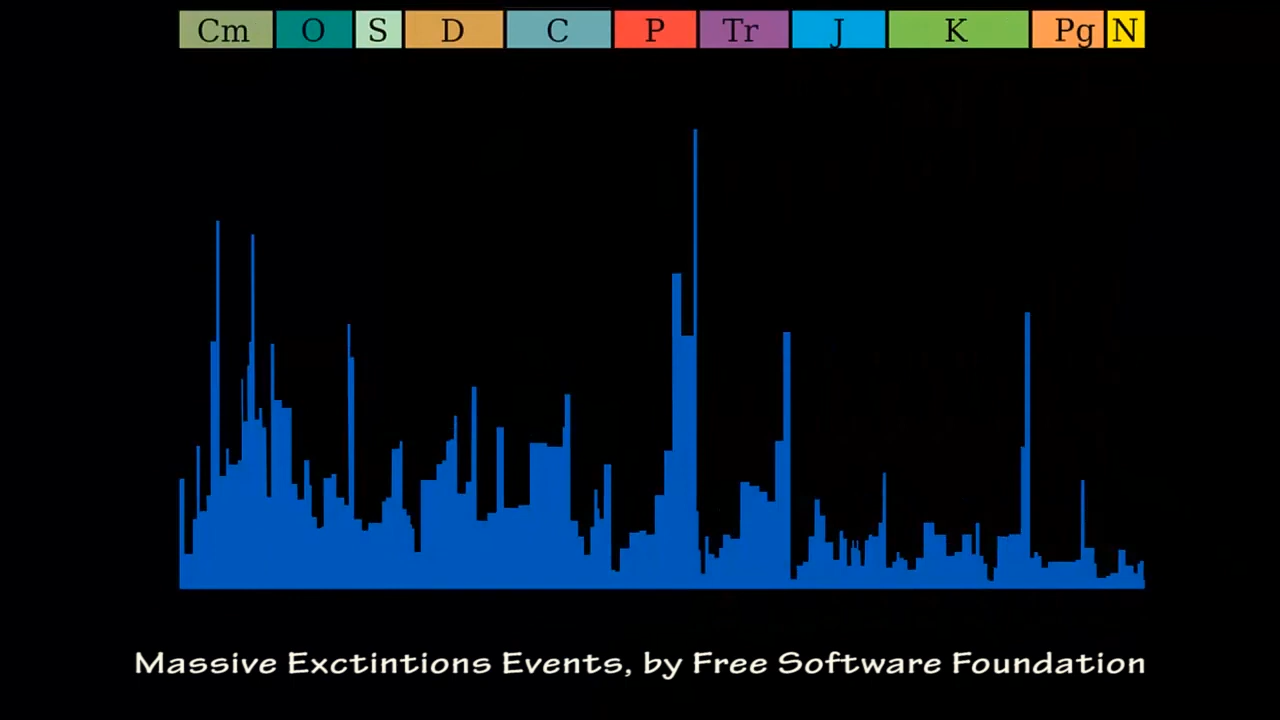 Cm O S D C P Tr J K Pg N
Massive Exctintions Events, by Free Software Foundation